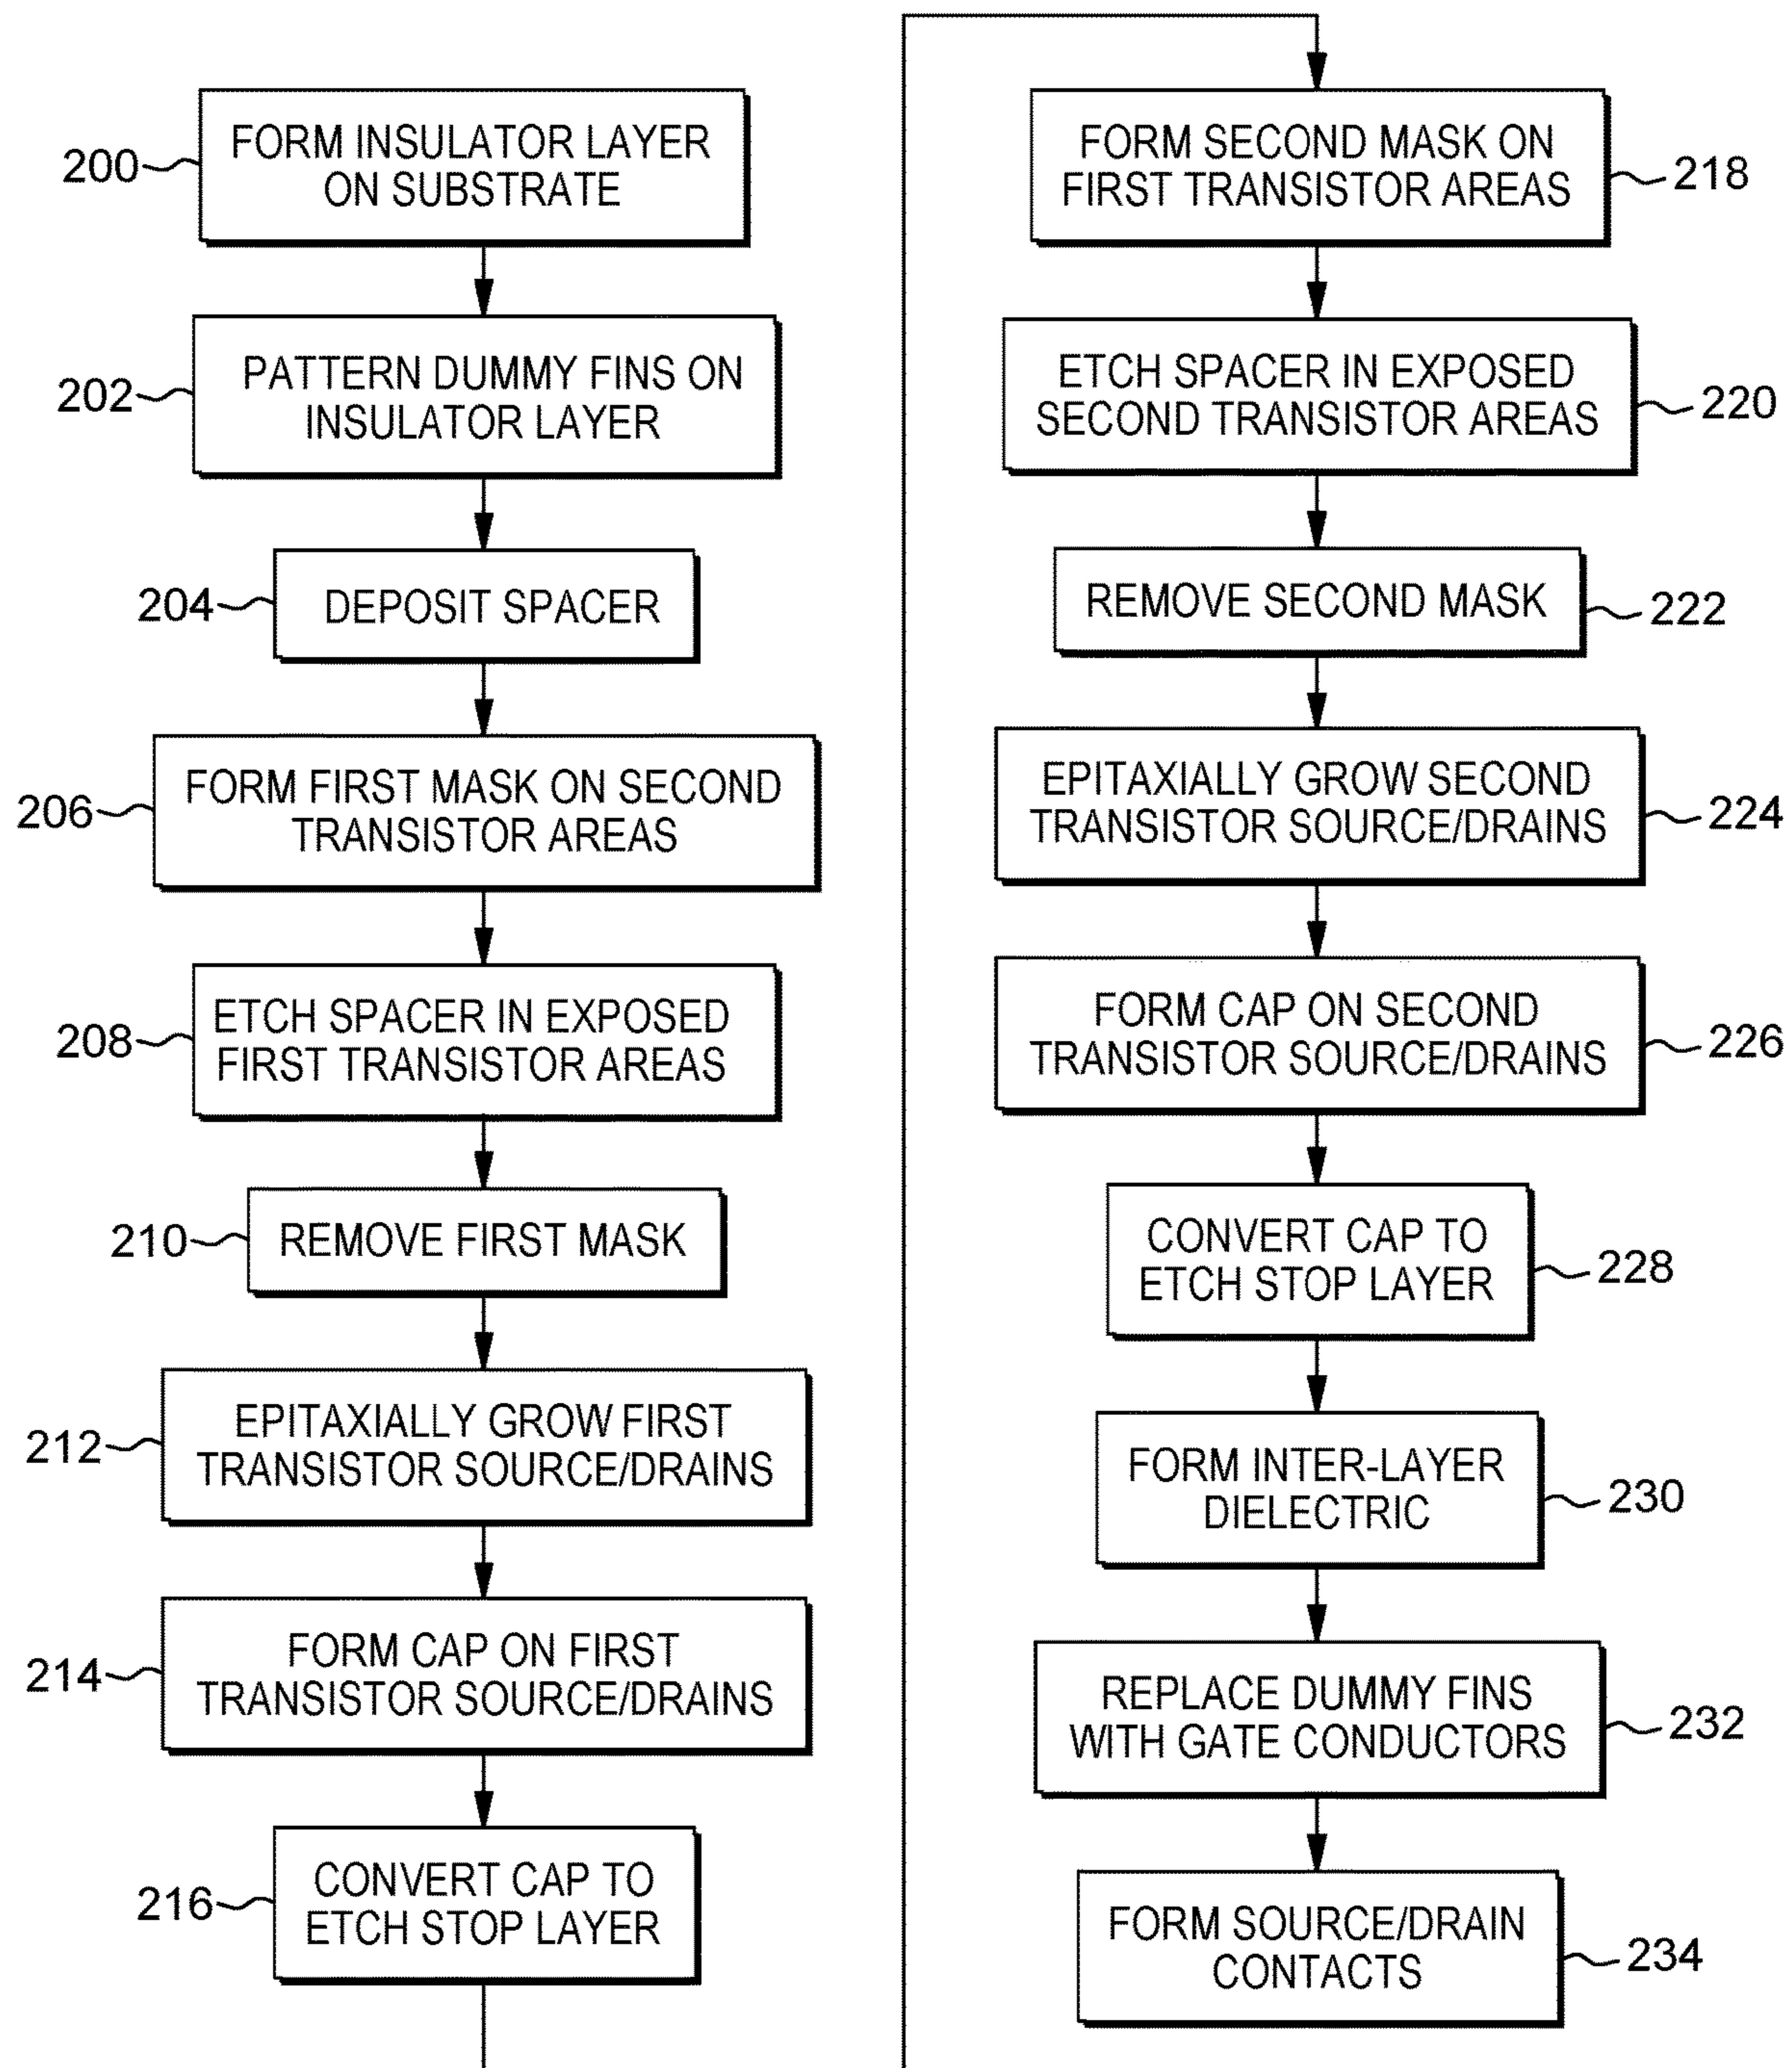 200
FORM INSULATOR LAYER
ON SUBSTRATE
202
PATTERN DUMMY FINS ON
INSULATOR LAYER
204
DEPOSIT SPACER
206
FORM FIRST MASK ON SECOND
TRANSISTOR AREAS
208
ETCH SPACER IN EXPOSED
FIRST TRANSISTOR AREAS
210
REMOVE FIRST MASK
212
EPITAXIALLY GROW FIRST
TRANSISTOR SOURCE/DRAINS
214
FORM CAP ON FIRST
TRANSISTOR SOURCE/DRAINS
216
CONVERT CAP TO
ETCH STOP LAYER
FORM SECOND MASK ON
FIRST TRANSISTOR AREAS
218
ETCH SPACER IN EXPOSED
SECOND TRANSISTOR AREAS
220
REMOVE SECOND MASK
222
EPITAXIALLY GROW SECOND
TRANSISTOR SOURCE/DRAINS
224
FORM CAP ON SECOND
TRANSISTOR SOURCE/DRAINS
226
CONVERT CAP TO
ETCH STOP LAYER
228
FORM INTER-LAYER
DIELECTRIC
230
REPLACE DUMMY FINS
WITH GATE CONDUCTORS
232
FORM SOURCE/DRAIN
CONTACTS
234